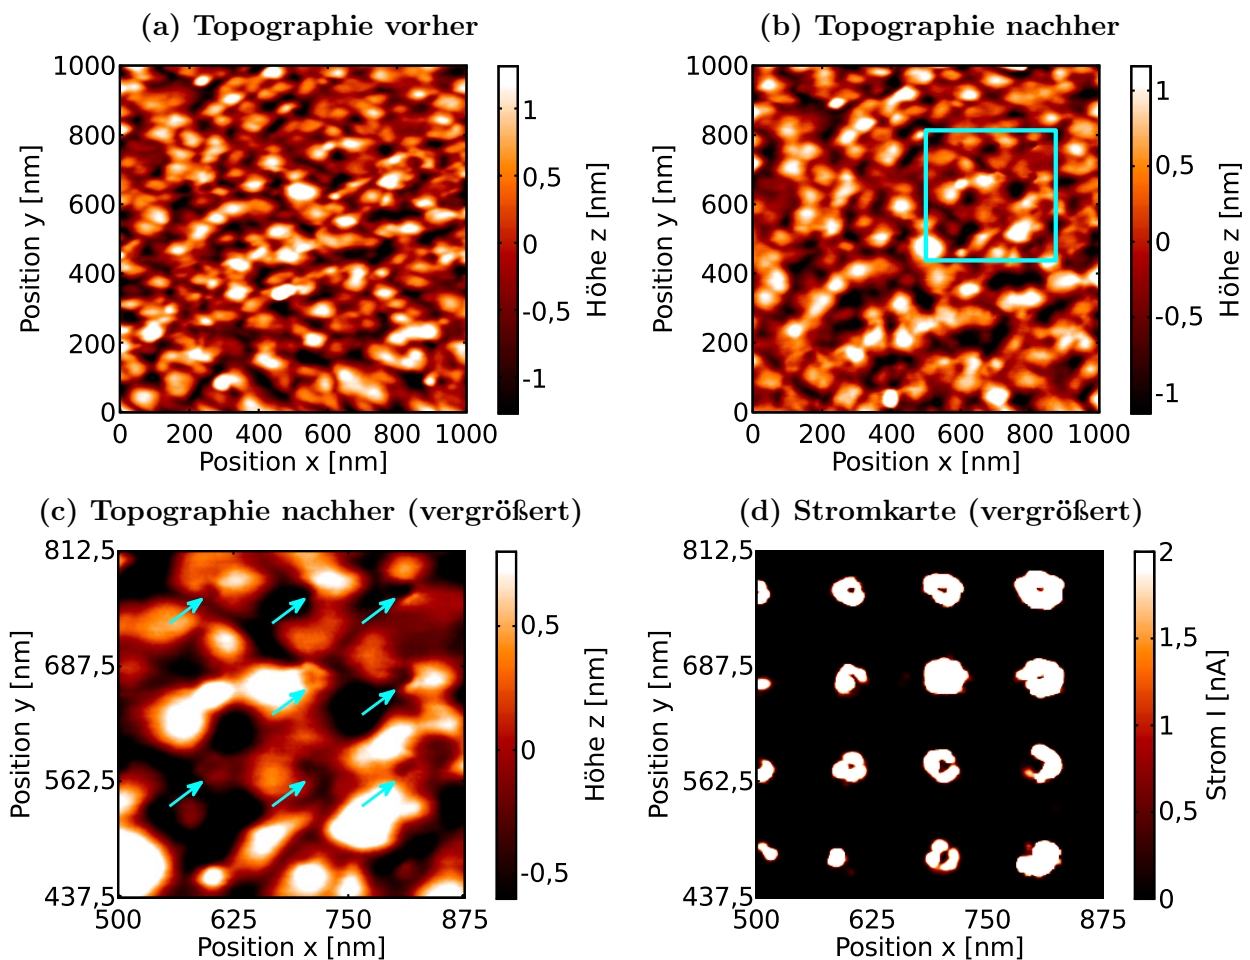 (a) Topographie vorher
1000
800
600
400
200
0
0 200 400 600 800 1000
Position x [nm]
Position y [nm]
1
0,5
0
-0,5
-1
Höhe z [nm]
(b) Topographie nachher
1000
800
600
400
200
0
0 200 400 600 800 1000
Position x [nm]
Position y [nm]
1
0,5
0
-0,5
-1
Höhe z [nm]
(c) Topographie nachher (vergrößert)
812,5
687,5
562,5
437,5
500 625 750 875
Position x [nm]
Position y [nm]
0,5
0
-0,5
Höhe z [nm]
(d) Stromkarte (vergrößert)
812,5
687,5
562,5
437,5
500 625 750 875
Position x [nm]
Position y [nm]
2
1,5
1
0,5
0
Strom I [nA]